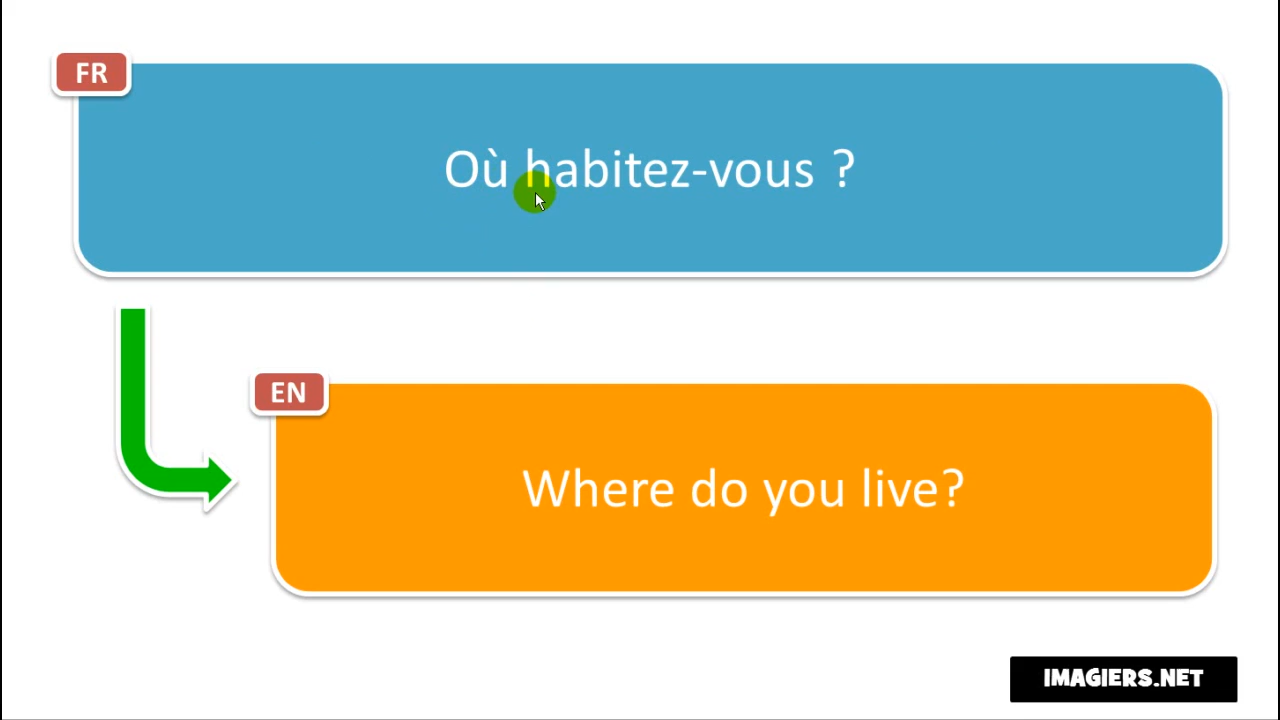 FR
Où habitez-vous ?
EN
Where do you live?
IMAGIERS.NET